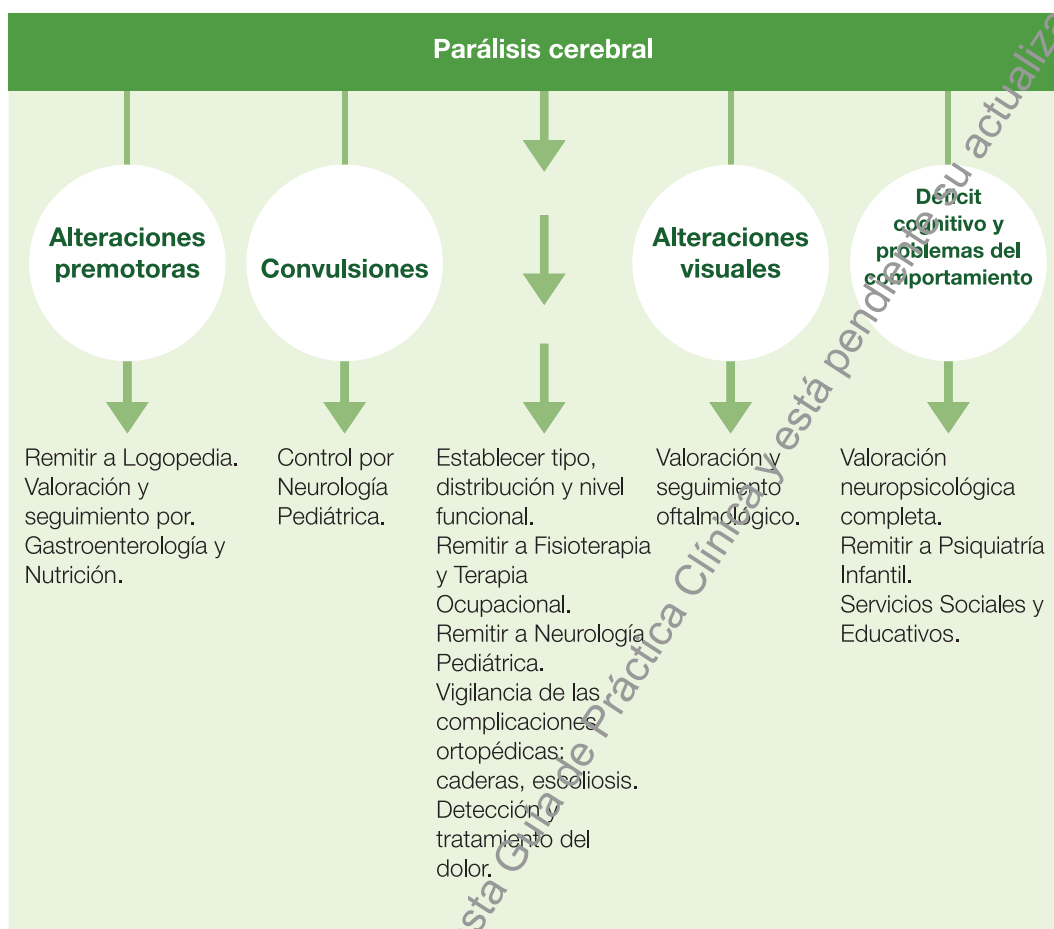 Parálisis cerebral
Alteraciones
premotoras
Convulsiones
Alteraciones
visuales
Déficit
cognitivo y
problemas del
comportamiento
Remitir a Logopedia.
Valoración y
seguimiento por.
Gastroenterología y
Nutrición.
Control por
Neurología
Pediátrica.
Establecer tipo,
distribución y nivel
funcional.
Remitir a Fisioterapia
y Terapia
Ocupacional.
Remitir a Neurología
Pediátrica.
Vigilancia de las
complicaciones
ortopédicas:
caderas, escoliosis.
Detección y
tratamiento del
dolor.
Valoración y
seguimiento
oftalmológico.
Valoración
neuropsicológica
completa.
Remitir a Psiquiatría
Infantil.
Servicios Sociales y
Educativos.
sta Guía de Práctica Clínica y está pendiente su actualiza